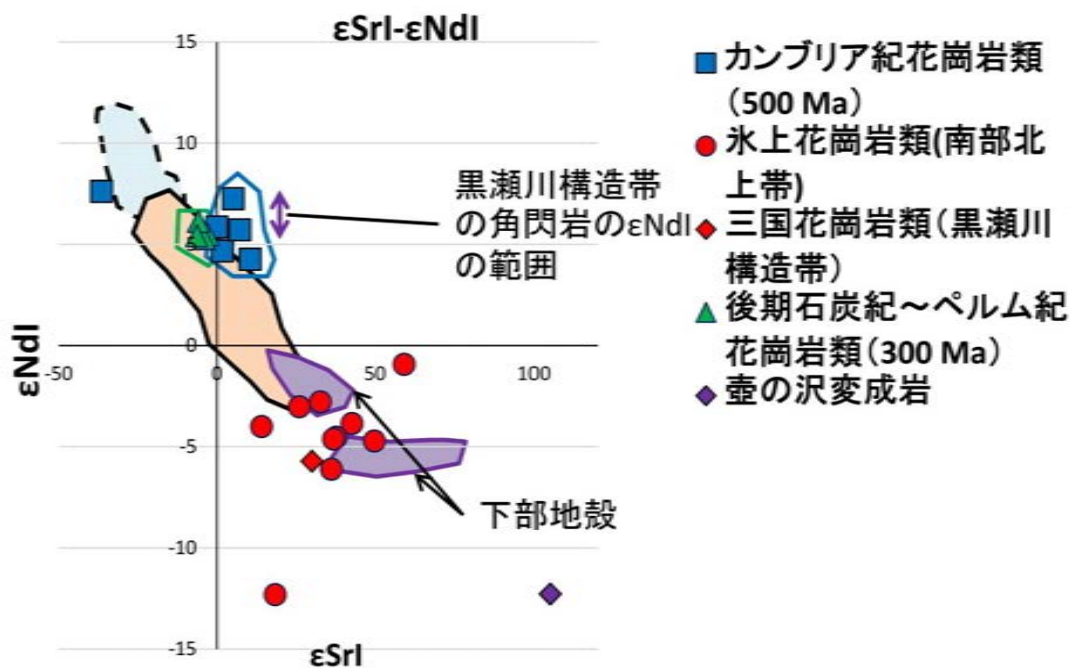 εSrI-εNdI
15
10
5
0
-5
-10
-15
-50
0
50
100
εNdI
εSrI
黒瀬川構造帯
の角閃岩のεNdI
の範囲
下部地殻
カンブリア紀花崗岩類
（500 Ma）
氷上花崗岩類(南部北
上帯)
三国花崗岩類（黒瀬川
構造帯）
後期石炭紀～ペルム紀
花崗岩類（300 Ma）
壺の沢変成岩